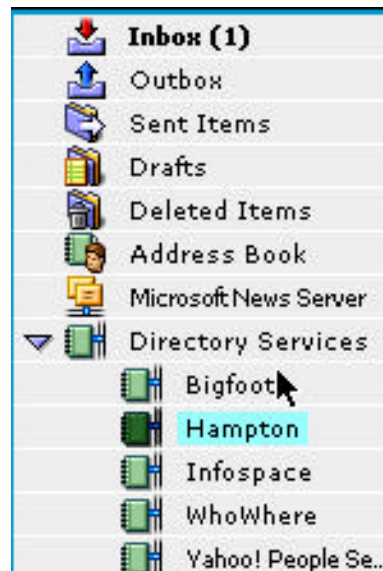 Inbox (1)
Outbox
Sent Items
Drafts
Deleted Items
Address Book
Microsoft News Server
Directory Services
Bigfoot
Hampton
Infospace
WhoWhere
Yahoo! People Se..